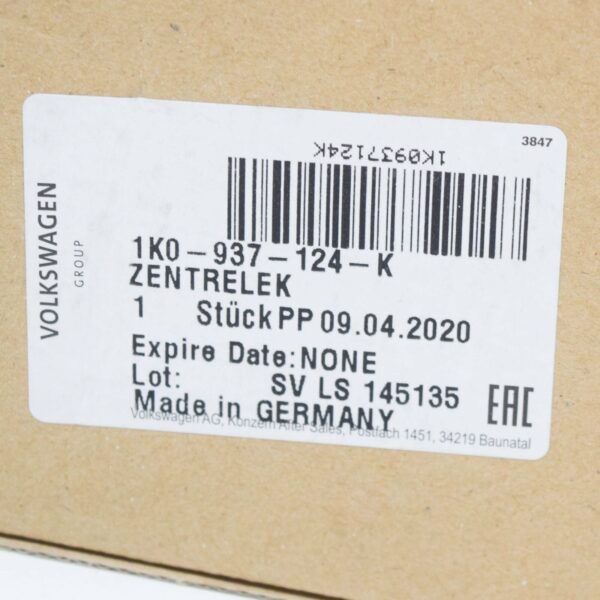 3847
1K0937124K
VOLKSWAGEN
GROUP
1K0-937-124-K
ZENTRELEK
1 Stück PP 09.04.2020
Expire Date: NONE
Lot: SV LS 145135
Made in GERMANY
EAC
Volkswagen AG, Konzern After Sales, Postfach 1451, 34219 Baunatal